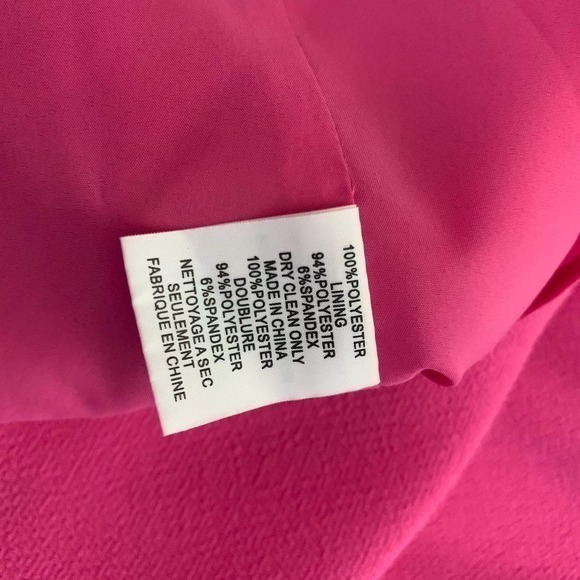 100%POLYESTER
LINING
94%POLYESTER
6%SPANDEX
DRY CLEAN ONLY
MADE IN CHINA
100%POLYESTER
DOUBLURE
94%POLYESTER
6%SPANDEX
NETTOYAGE A SEC
SEULEMENT
FABRIQUE EN CHINE